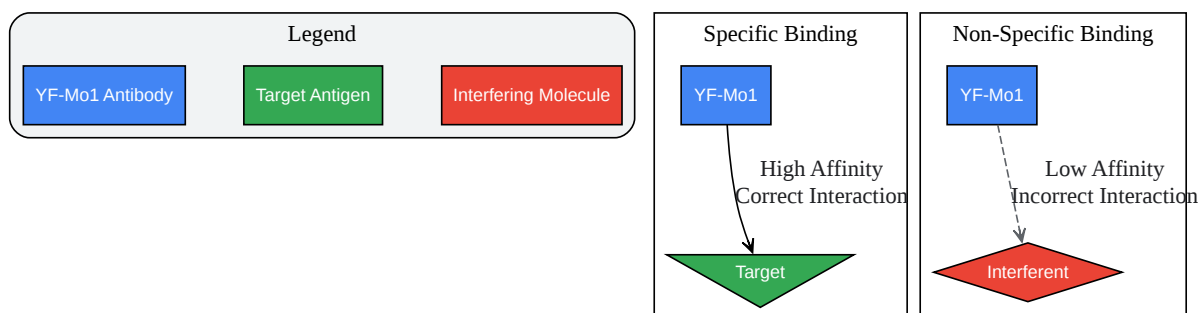 Legend
YF-Mo1 Antibody
Target Antigen
Interfering Molecule
Specific Binding
YF-Mo1
High Affinity
Correct Interaction
Target
Non-Specific Binding
YF-Mo1
Low Affinity
Incorrect Interaction
Interferent